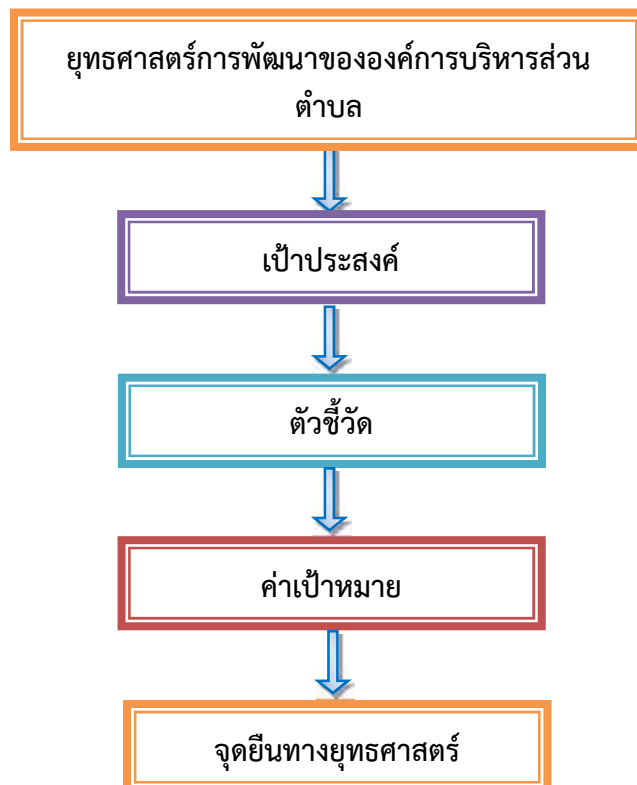 ยุทธศาสตร์การพัฒนาขององค์การบริหารส่วน
ตำบล
เป้าประสงค์
ตัวชี้วัด
ค่าเป้าหมาย
จุดยืนทางยุทธศาสตร์